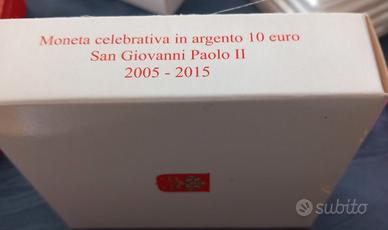 Moneta celebrativa in argento 10 euro
San Giovanni Paolo II
2005 - 2015
subito